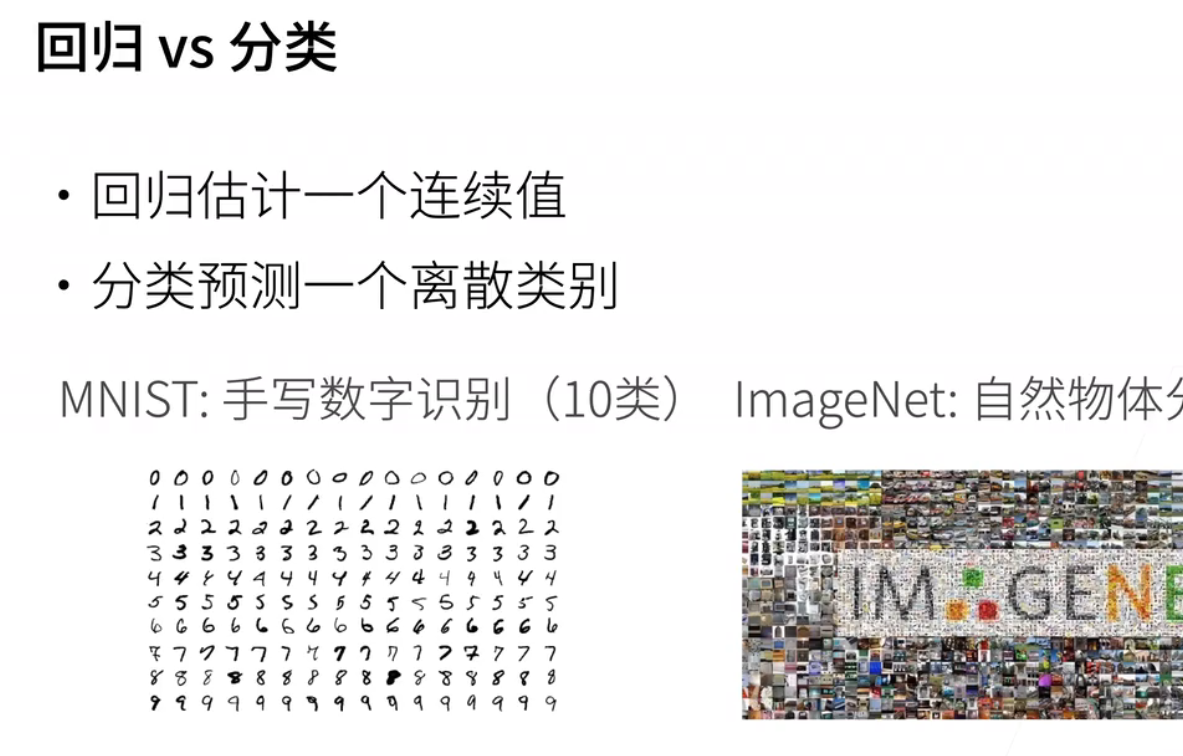 回归 vs 分类
• 回归估计一个连续值
• 分类预测一个离散类别
MNIST: 手写数字识别（10类） ImageNet: 自然物体
0 0 0 0 0 0 0 0 0 0 0 0 0 0 0 0
1 1 1 1 1 1 1 1 1 1 1 1 1 1 1 1
2 2 2 2 2 2 2 2 2 2 2 2 2 2 2 2
3 3 3 3 3 3 3 3 3 3 3 3 3 3 3 3
4 4 4 4 4 4 4 4 4 4 4 4 4 4 4 4
5 5 5 5 5 5 5 5 5 5 5 5 5 5 5 5
6 6 6 6 6 6 6 6 6 6 6 6 6 6 6 6
7 7 7 7 7 7 7 7 7 7 7 7 7 7 7 7
8 8 8 8 8 8 8 8 8 8 8 8 8 8 8 8
9 9 9 9 9 9 9 9 9 9 9 9 9 9 9 9
IMAGEN